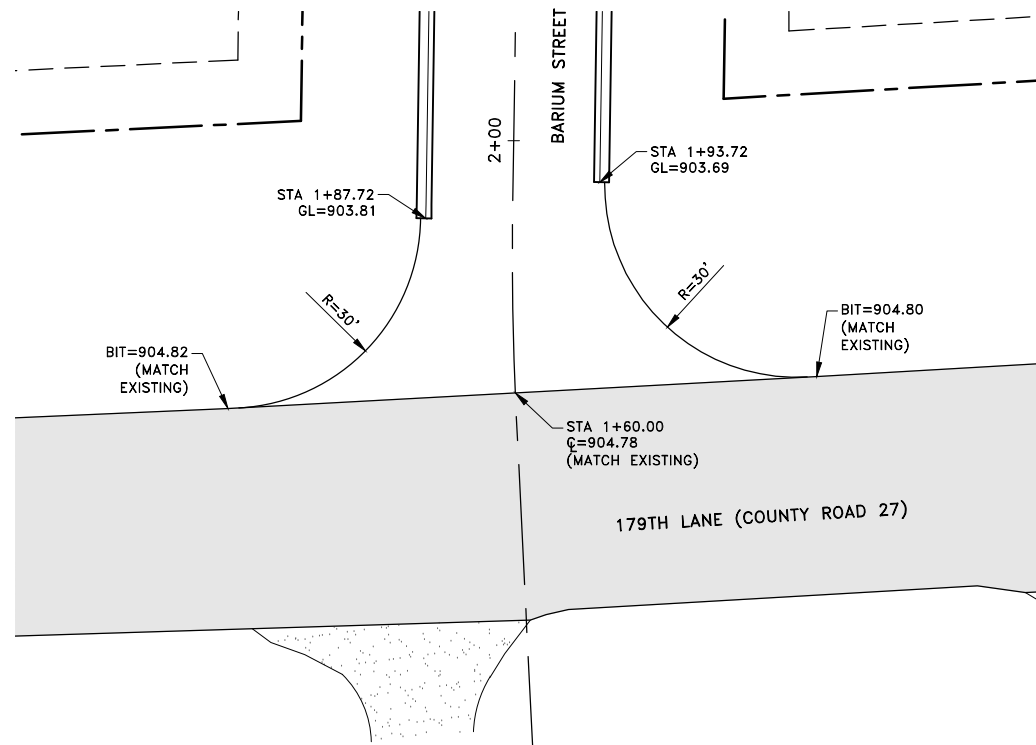 BARIUM STREET
2+00
STA 1+93.72
GL=903.69
STA 1+87.72
GL=903.81
R=30'
R=30'
BIT=904.80
(MATCH
EXISTING)
BIT=904.82
(MATCH
EXISTING)
STA 1+60.00
℄=904.78
(MATCH EXISTING)
179TH LANE (COUNTY ROAD 27)